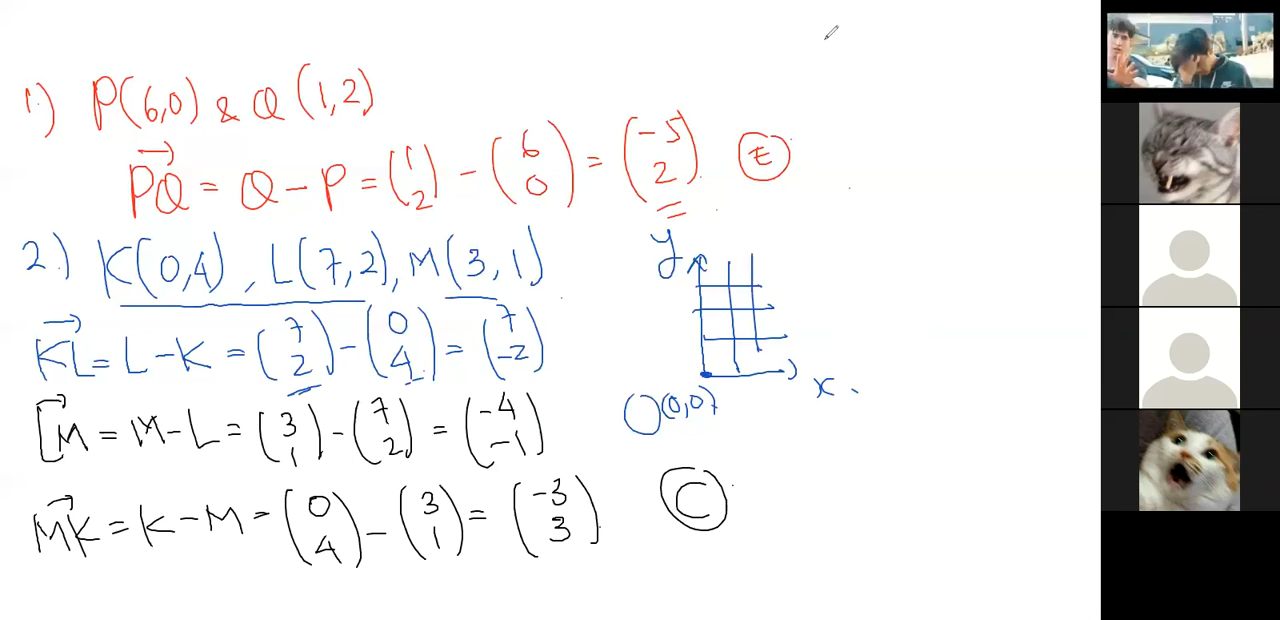 1.) P(6,0) & Q (1,2)
PQ⃗ = Q - P = (1 2) - (6 0) = (-5 2) E
2.) K(0,4), L(7,2), M(3,1)
KL⃗ = L - K = (7 2) - (0 4) = (7 -2)
LM⃗ = M - L = (3 1) - (7 2) = (-4 -1)
MK⃗ = K - M = (0 4) - (3 1) = (-3 3) C
y
x
O(0,0)